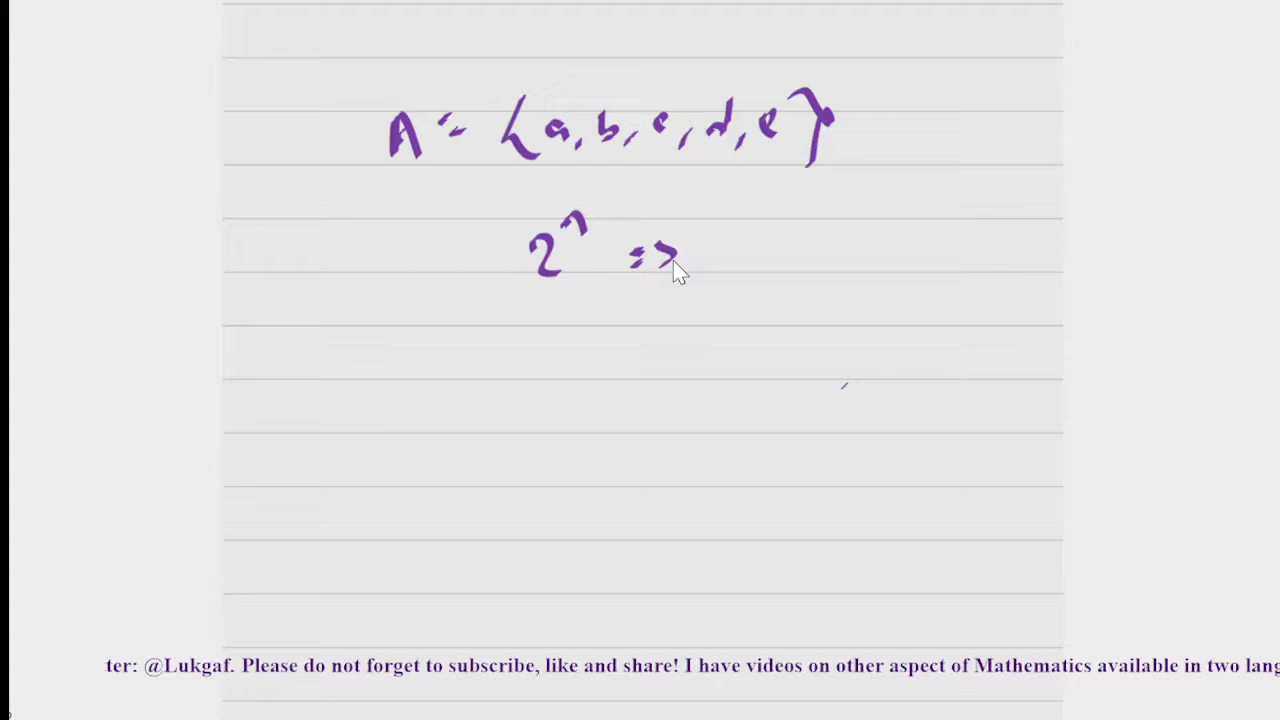 A = {a, b, c, d, e}
2^n =>
ter: @Lukgaf. Please do not forget to subscribe, like and share! I have videos on other aspect of Mathematics available in two lang